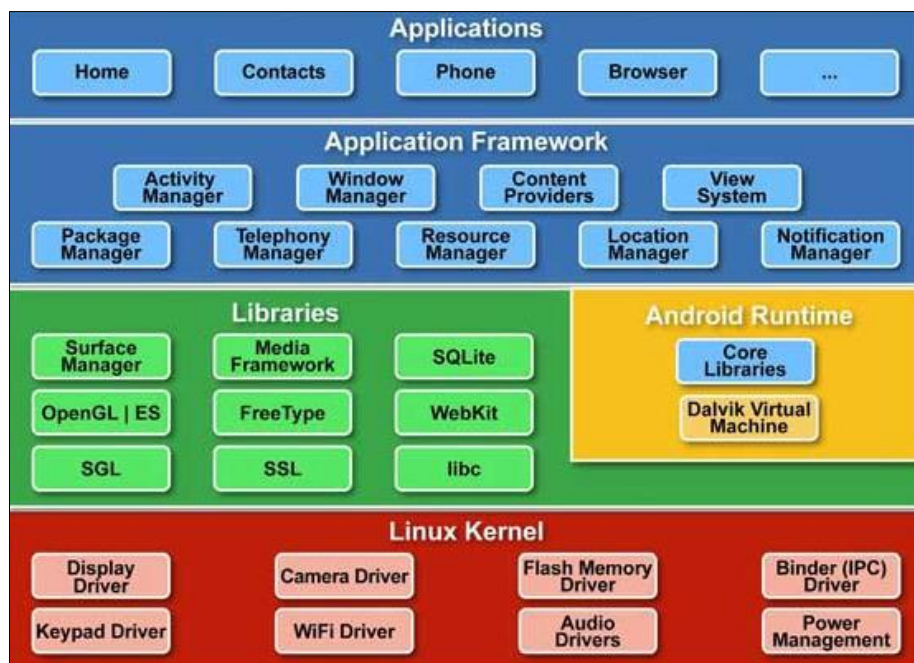 Applications
Home
Contacts
Phone
Browser
...
Application Framework
Activity
Manager
Window
Manager
Content
Providers
View
System
Package
Manager
Telephony
Manager
Resource
Manager
Location
Manager
Notification
Manager
Libraries
Surface
Manager
Media
Framework
SQLite
OpenGL | ES
FreeType
WebKit
SGL
SSL
libc
Android Runtime
Core
Libraries
Dalvik Virtual
Machine
Linux Kernel
Display
Driver
Camera Driver
Flash Memory
Driver
Binder (IPC)
Driver
Keypad Driver
WiFi Driver
Audio
Drivers
Power
Management